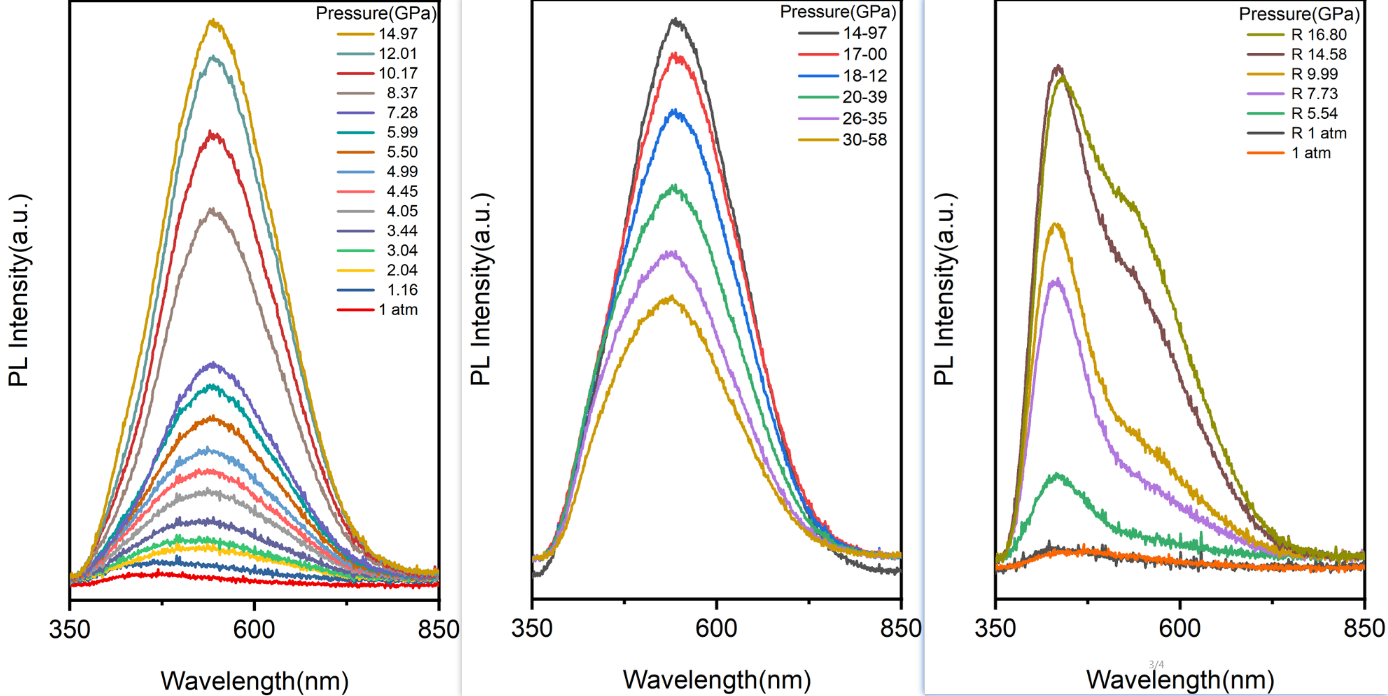 Pressure(GPa)
14.97
12.01
10.17
8.37
7.28
5.99
5.50
4.99
4.45
4.05
3.44
3.04
2.04
1.16
1 atm
PL Intensity(a.u.)
350
600
850
Wavelength(nm)
Pressure(GPa)
14-97
17-00
18-12
20-39
26-35
30-58
PL Intensity(a.u.)
350
600
850
Wavelength(nm)
Pressure(GPa)
R 16.80
R 14.58
R 9.99
R 7.73
R 5.54
R 1 atm
1 atm
PL Intensity(a.u.)
350
600
850
3/4
Wavelength(nm)